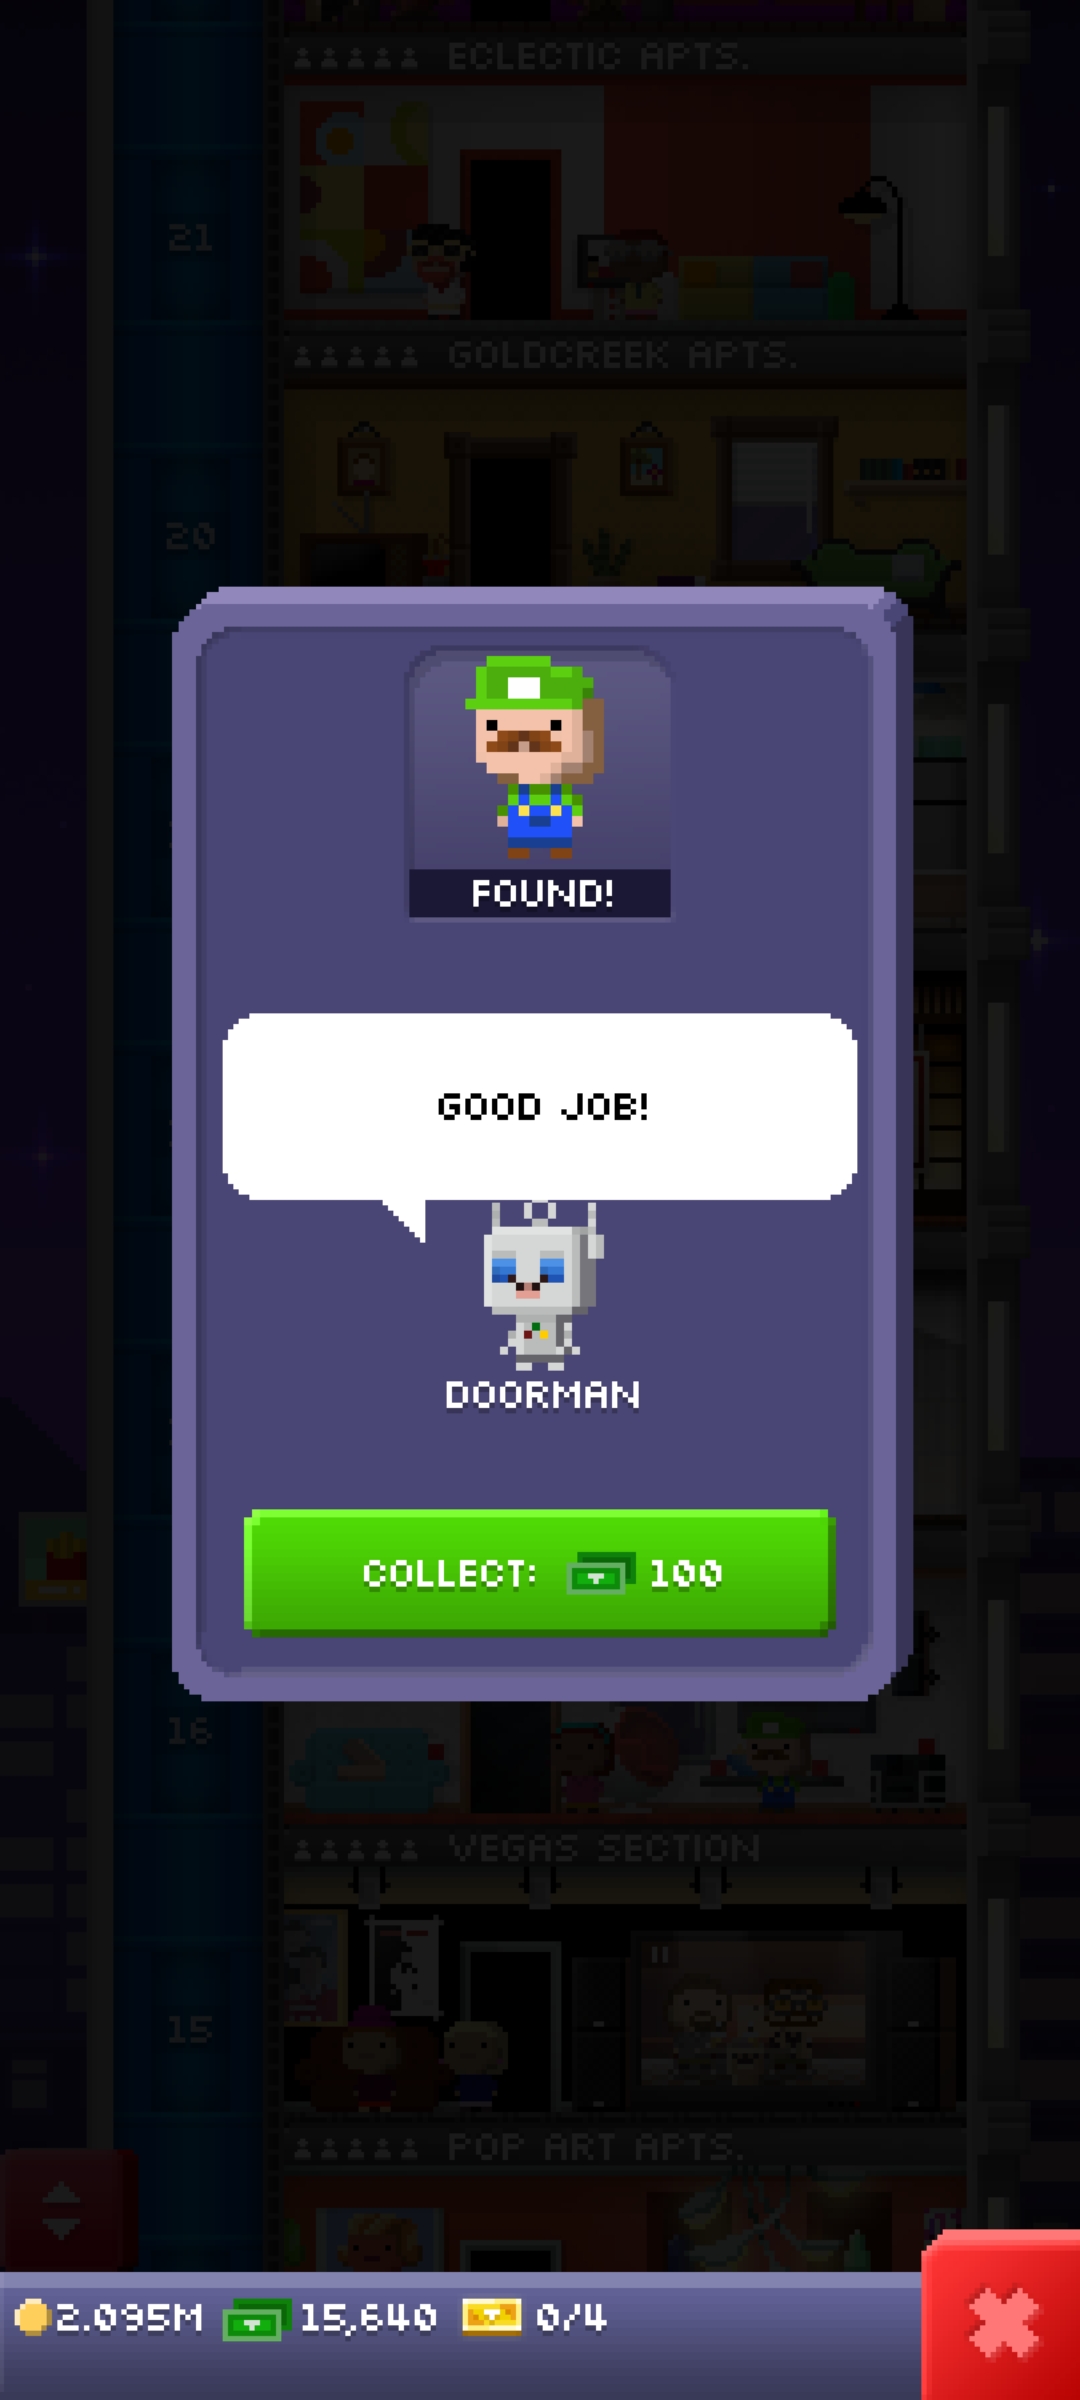 ECLECTIC APTS.
21
GOLDCREEK APTS.
20
FOUND!
GOOD JOB!
DOORMAN
COLLECT: 100
16
VEGAS SECTION
15
POP ART APTS.
2.095M 15,640 0/4